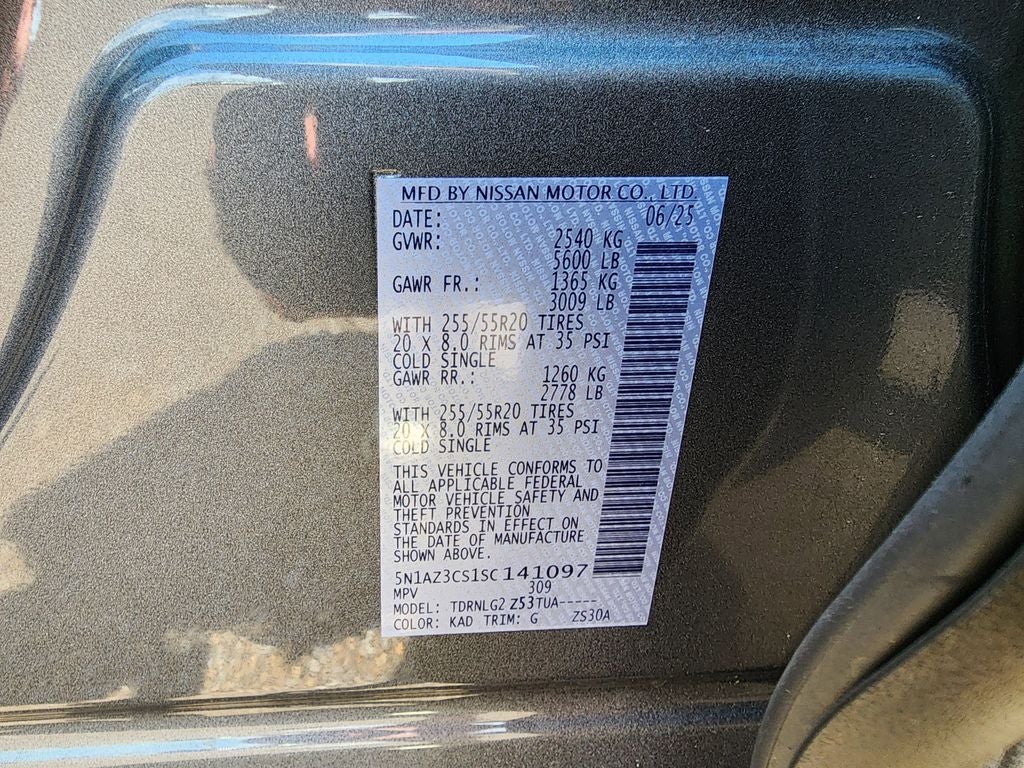 MFD BY NISSAN MOTOR CO., LTD.
DATE: 06/25
GVWR: 2540 KG
5600 LB
GAWR FR.: 1365 KG
3009 LB
WITH 255/55R20 TIRES
20 X 8.0 RIMS AT 35 PSI
COLD SINGLE
GAWR RR.: 1260 KG
2778 LB
WITH 255/55R20 TIRES
20 X 8.0 RIMS AT 35 PSI
COLD SINGLE
THIS VEHICLE CONFORMS TO
ALL APPLICABLE FEDERAL
MOTOR VEHICLE SAFETY AND
THEFT PREVENTION
STANDARDS IN EFFECT ON
THE DATE OF MANUFACTURE
SHOWN ABOVE.
5N1AZ3CS1SC141097
MPV 309
MODEL: TDRNLG2 Z53TUA-----
COLOR: KAD TRIM: G ZS30A